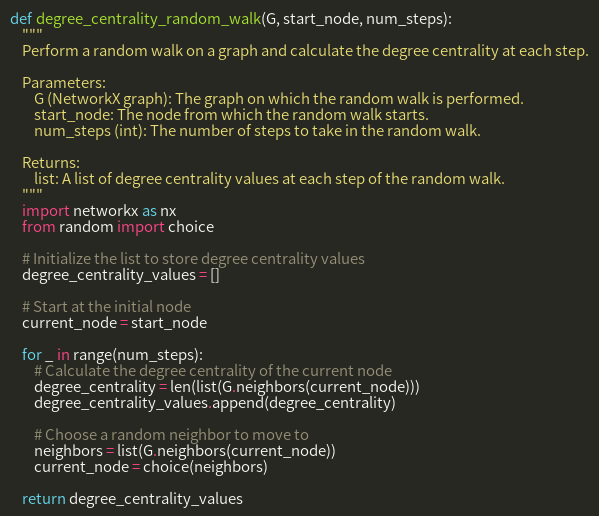 def degree_centrality_random_walk(G, start_node, num_steps):
"""
Perform a random walk on a graph and calculate the degree centrality at each step.
Parameters:
G (NetworkX graph): The graph on which the random walk is performed.
start_node: The node from which the random walk starts.
num_steps (int): The number of steps to take in the random walk.
Returns:
list: A list of degree centrality values at each step of the random walk.
"""
import networkx as nx
from random import choice
# Initialize the list to store degree centrality values
degree_centrality_values = []
# Start at the initial node
current_node = start_node
for _ in range(num_steps):
# Calculate the degree centrality of the current node
degree_centrality = len(list(G.neighbors(current_node)))
degree_centrality_values.append(degree_centrality)
# Choose a random neighbor to move to
neighbors = list(G.neighbors(current_node))
current_node = choice(neighbors)
return degree_centrality_values